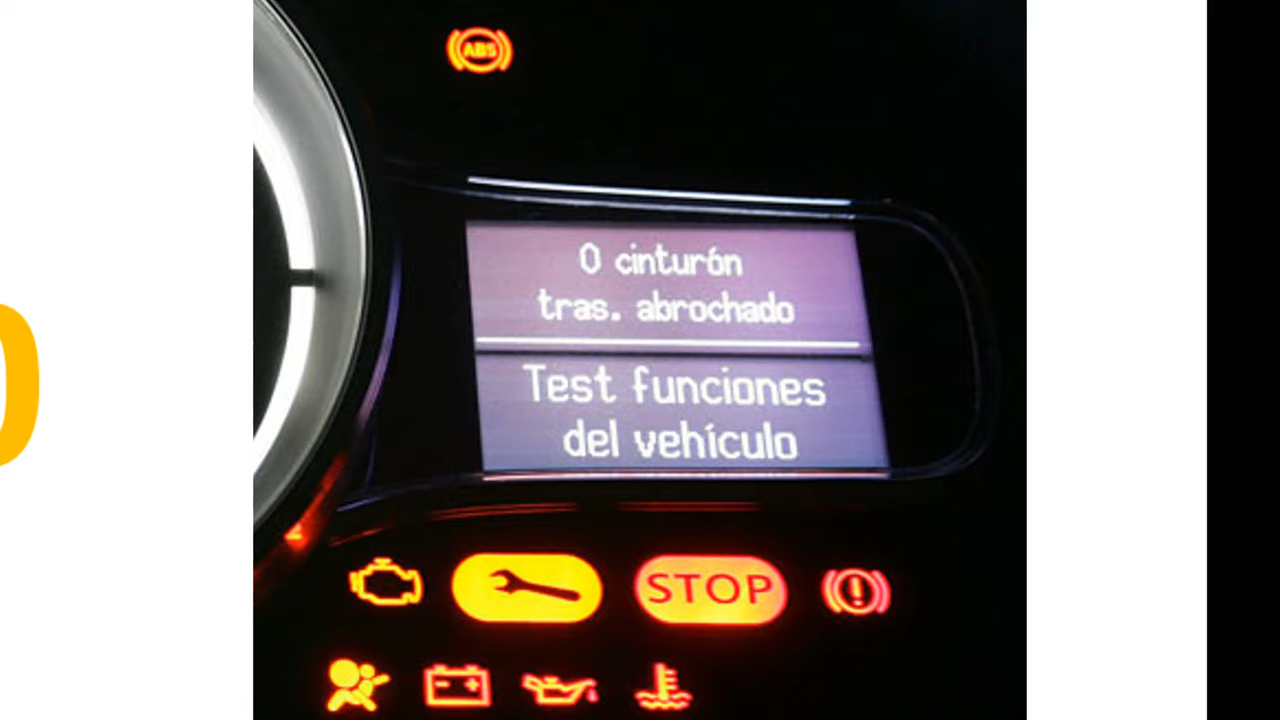 ABS
0 cinturón
tras. abrochado
Test funciones
del vehículo
STOP